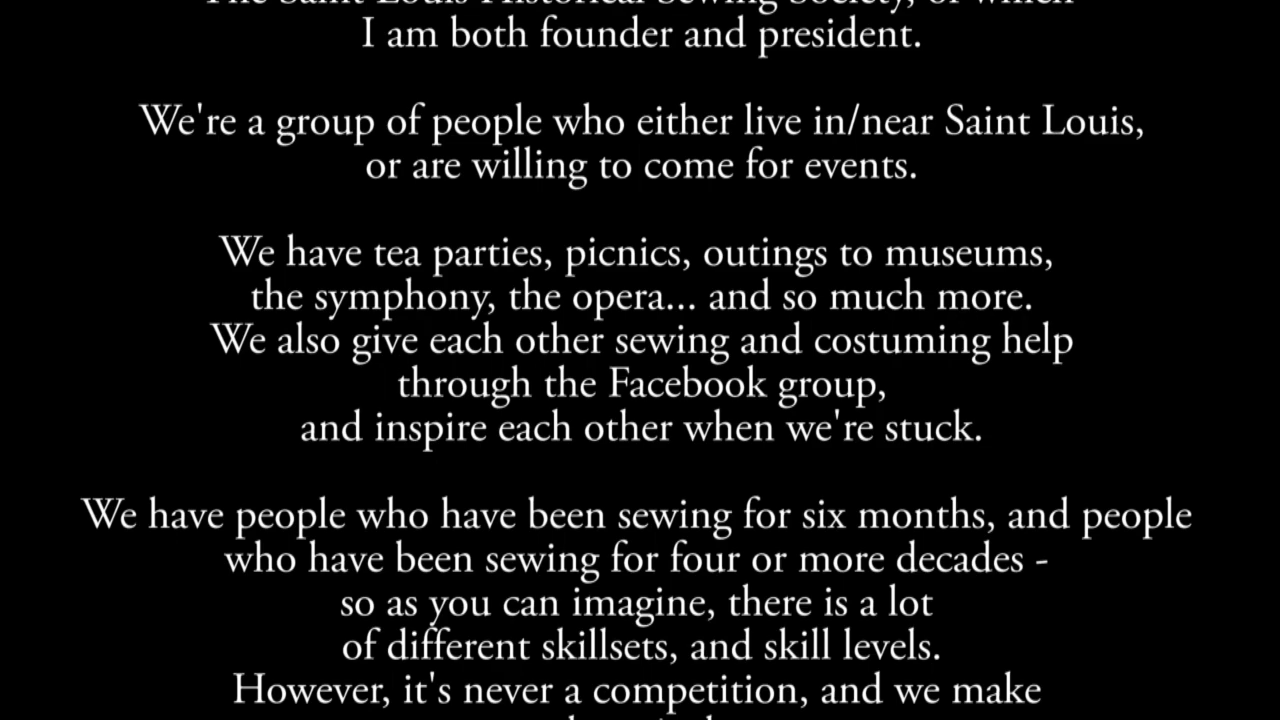 The Saint Louis Historical Sewing Society, of which
I am both founder and president.
We're a group of people who either live in/near Saint Louis,
or are willing to come for events.
We have tea parties, picnics, outings to museums,
the symphony, the opera... and so much more.
We also give each other sewing and costuming help
through the Facebook group,
and inspire each other when we're stuck.
We have people who have been sewing for six months, and people
who have been sewing for four or more decades -
so as you can imagine, there is a lot
of different skillsets, and skill levels.
However, it's never a competition, and we make